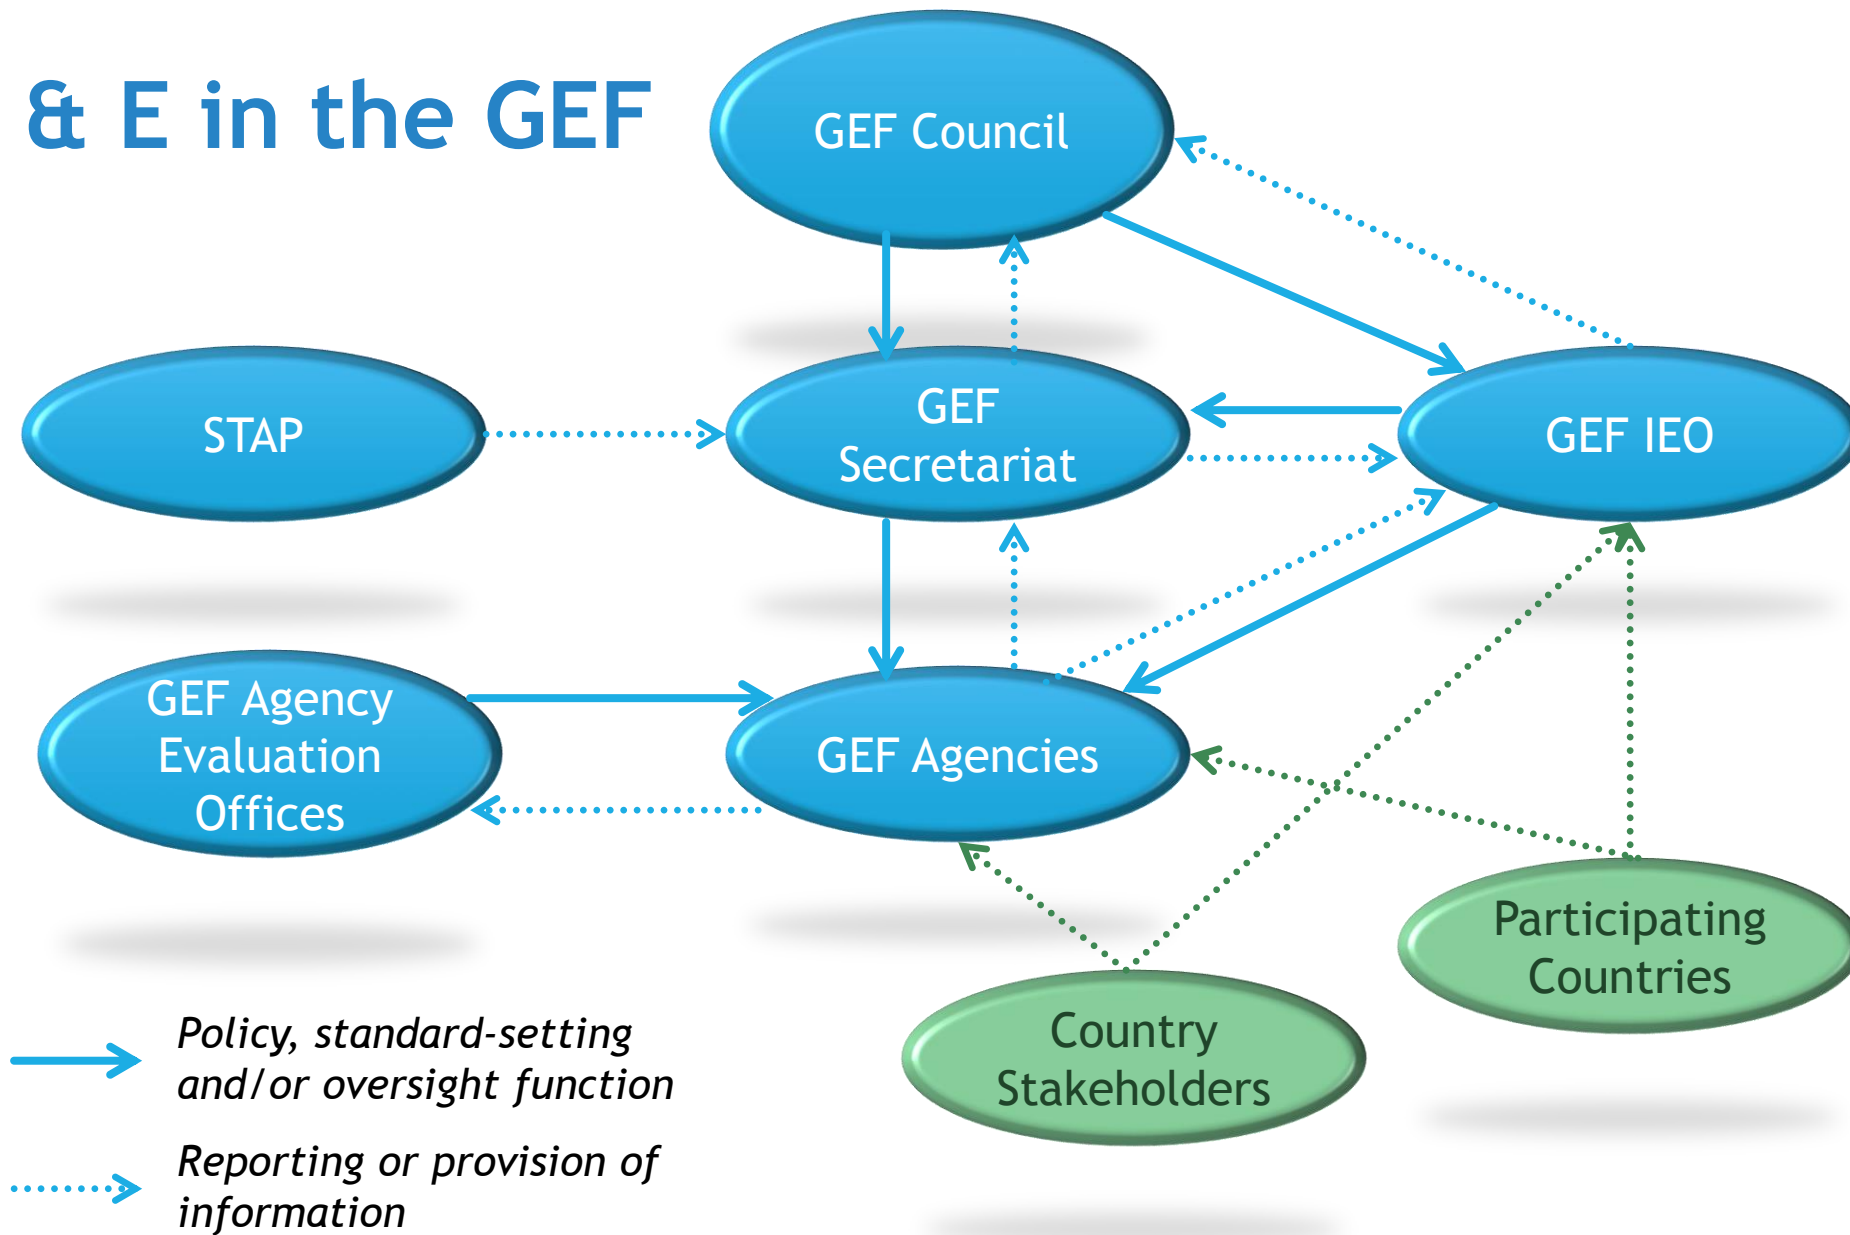 & E in the GEF
GEF Council
STAP
GEF
Secretariat
GEF IEO
GEF Agency
Evaluation
Offices
GEF Agencies
Participating
Countries
Country
Stakeholders
Policy, standard-setting
and/or oversight function
Reporting or provision of
information